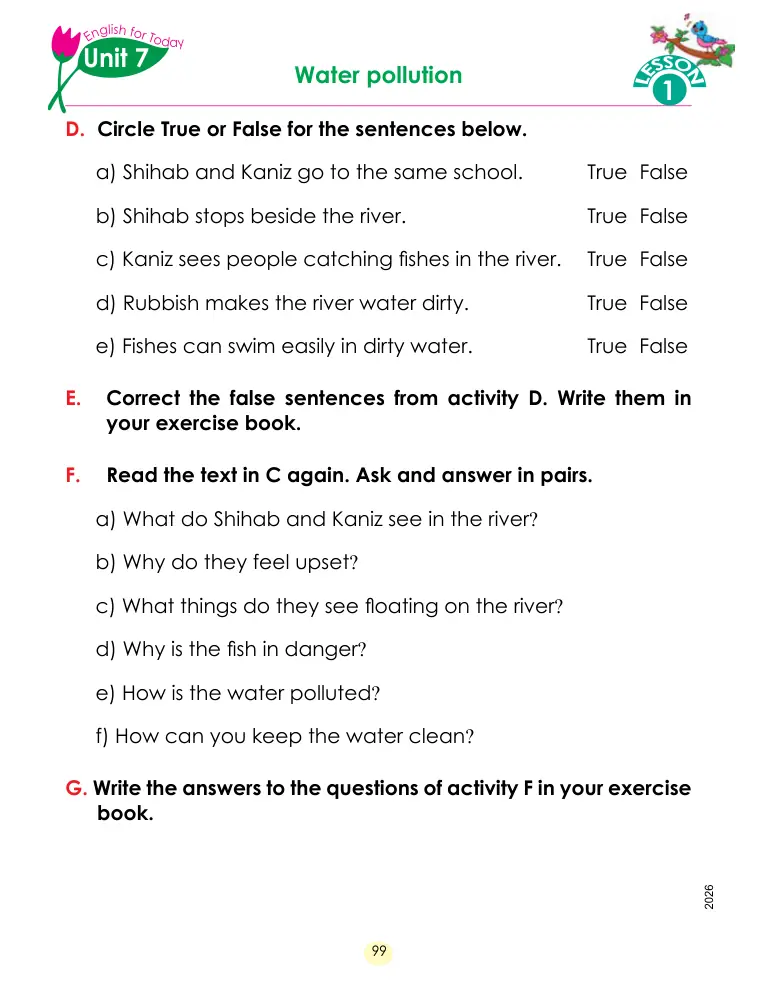 English for Today
Unit 7
Water pollution
LESSON
1
D. Circle True or False for the sentences below.
a) Shihab and Kaniz go to the same school. True False
b) Shihab stops beside the river. True False
c) Kaniz sees people catching fishes in the river. True False
d) Rubbish makes the river water dirty. True False
e) Fishes can swim easily in dirty water. True False
E. Correct the false sentences from activity D. Write them in
your exercise book.
F. Read the text in C again. Ask and answer in pairs.
a) What do Shihab and Kaniz see in the river?
b) Why do they feel upset?
c) What things do they see floating on the river?
d) Why is the fish in danger?
e) How is the water polluted?
f) How can you keep the water clean?
G. Write the answers to the questions of activity F in your exercise
book.
2026
99